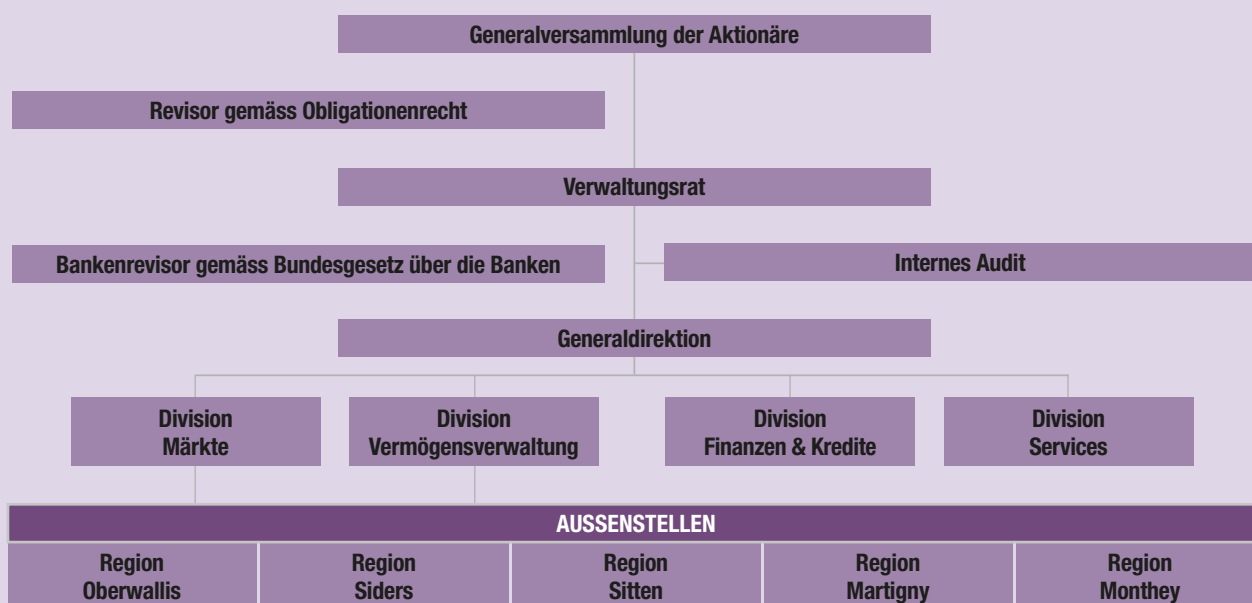 Generalversammlung der Aktionäre
Revisor gemäss Obligationenrecht
Verwaltungsrat
Bankenrevisor gemäss Bundesgesetz über die Banken
Internes Audit
Generaldirektion
Division
Märkte
Division
Vermögensverwaltung
Division
Finanzen & Kredite
Division
Services
AUSSENSTELLEN
Region
Oberwallis
Region
Siders
Region
Sitten
Region
Martigny
Region
Monthey